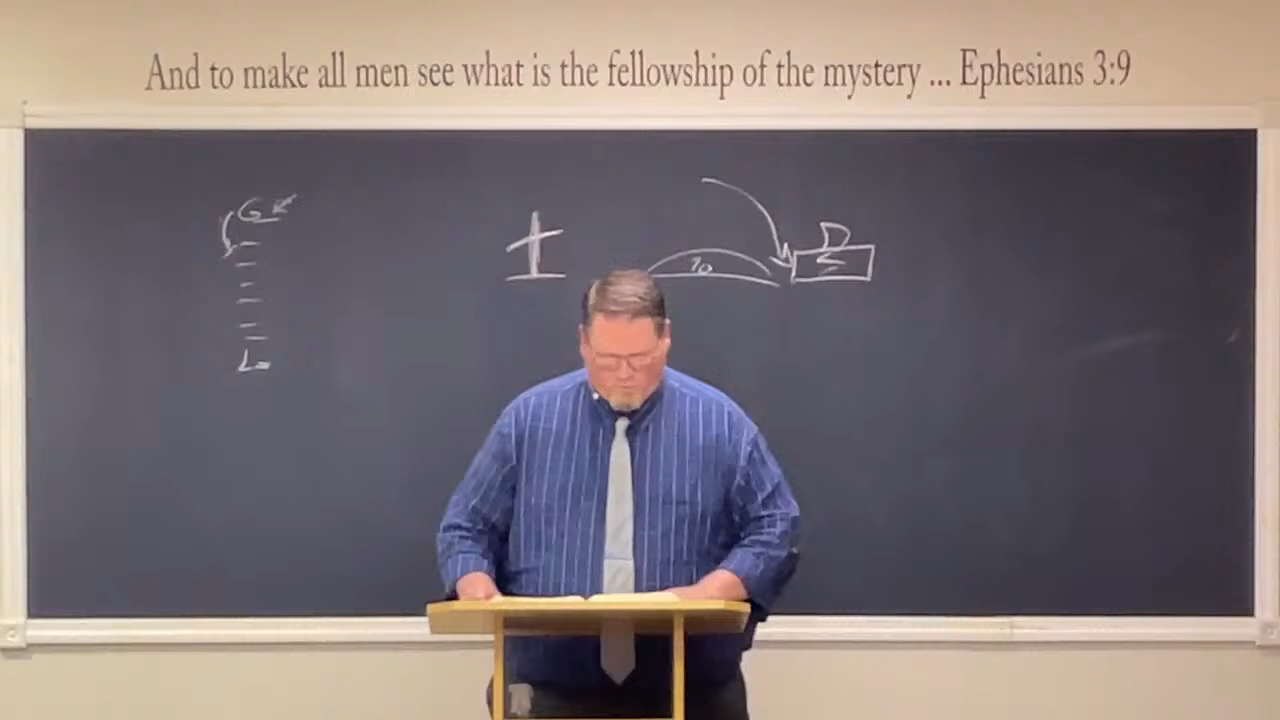 And to make all men see what is the fellowship of the mystery ... Ephesians 3:9
G
L
D